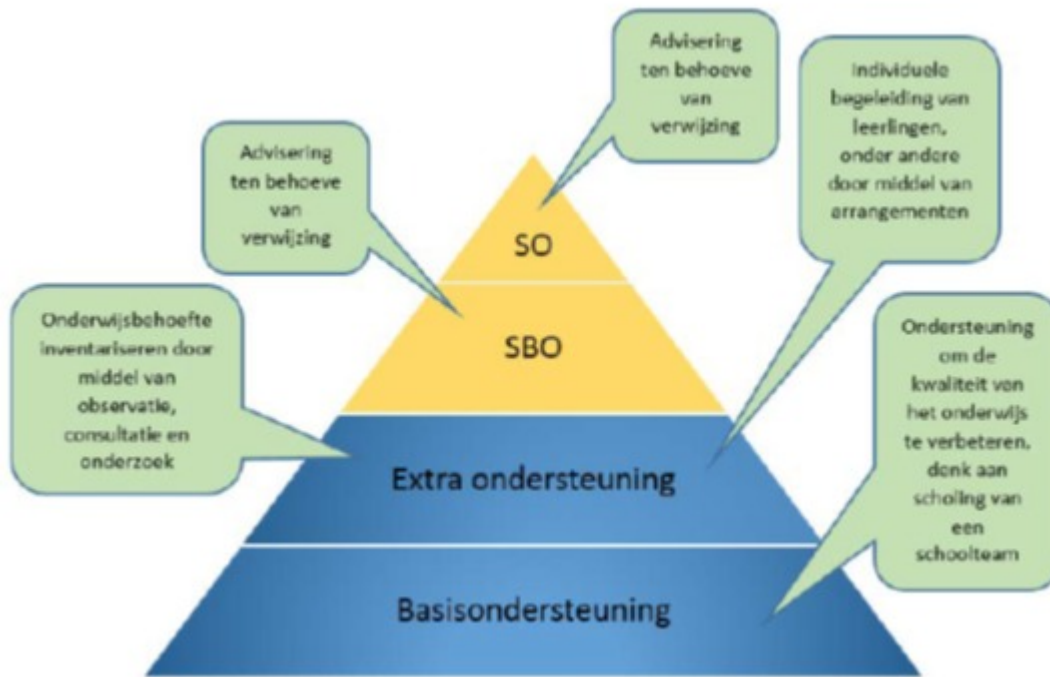 Advisering
ten behoeve
van
verwijzing
Individuele
begeleiding van
leerlingen,
onder andere
door middel van
arrangementen
Advisering
ten behoeve
van
verwijzing
SO
Onderwijsbehoefte
inventariseren door
middel van
observatie,
consultatie en
onderzoek
SBO
Ondersteuning
om de
kwaliteit van
het onderwijs
te verbeteren,
denk aan
scholing van
een
schoolteam
Extra ondersteuning
Basisondersteuning